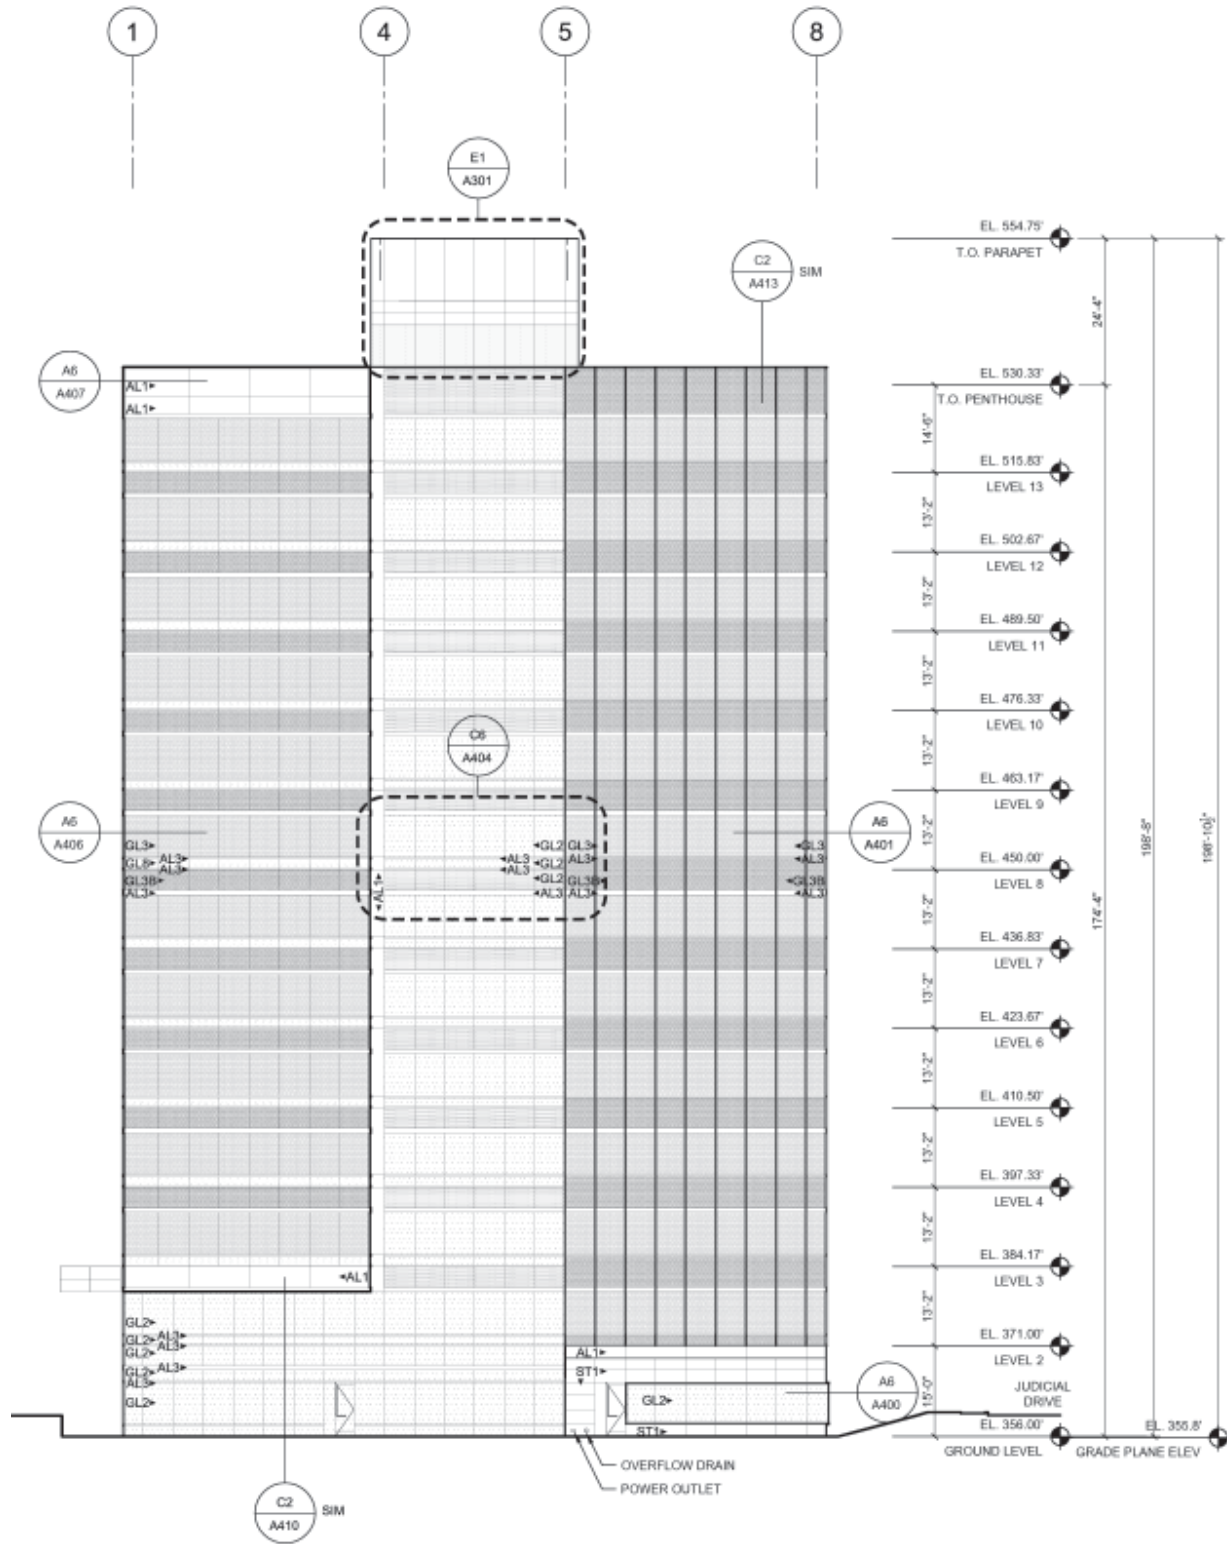 1
4
5
8
E1
A301
EL. 554.75'
T.O. PARAPET
C2
A413
SIM
24'-4"
A6
A407
AL1
AL1
EL. 530.33'
T.O. PENTHOUSE
14'-6"
EL. 515.83'
LEVEL 13
13'-2"
EL. 502.67'
LEVEL 12
13'-2"
EL. 489.50'
LEVEL 11
13'-2"
EL. 476.33'
LEVEL 10
13'-2"
C6
A404
EL. 463.17'
LEVEL 9
13'-2"
A6
A406
A6
A401
198'-8"
198'-10½"
GL3
AL3
GL8
AL3
GL3B
AL3
AL1
AL3
AL3
GL2
GL2
GL2
AL3
GL3
AL3
GL3B
AL3
GL3
AL3
GL3B
AL3
EL. 450.00'
LEVEL 8
13'-2"
174'-4"
EL. 436.83'
LEVEL 7
13'-2"
EL. 423.67'
LEVEL 6
13'-2"
EL. 410.50'
LEVEL 5
13'-2"
EL. 397.33'
LEVEL 4
13'-2"
EL. 384.17'
LEVEL 3
AL1
13'-2"
GL2
AL3
GL2
AL3
GL2
AL3
GL2
AL3
GL2
EL. 371.00'
LEVEL 2
AL1
ST1
GL2
ST1
A6
A400
15'-0"
JUDICIAL
DRIVE
EL. 356.00'
GROUND LEVEL
EL. 355.8'
GRADE PLANE ELEV
OVERFLOW DRAIN
POWER OUTLET
C2
A410
SIM